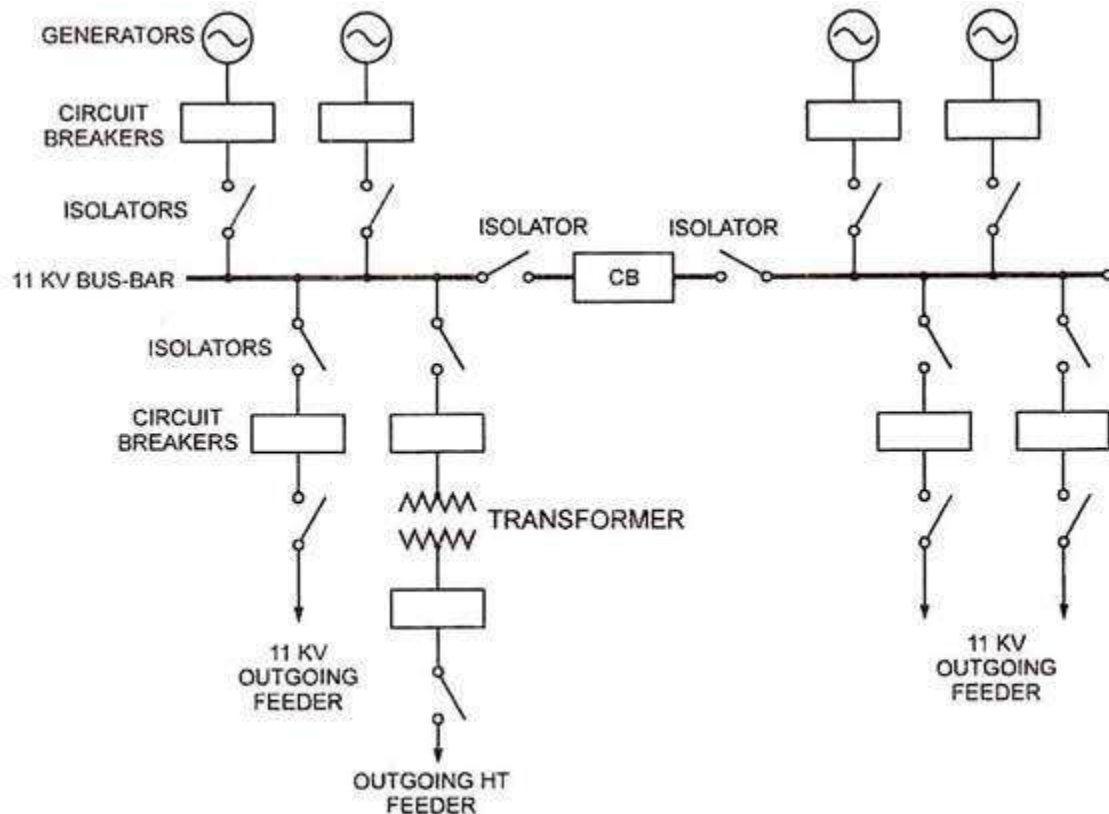 GENERATORS
CIRCUIT
BREAKERS
ISOLATORS
ISOLATOR
ISOLATOR
11 KV BUS-BAR
CB
ISOLATORS
CIRCUIT
BREAKERS
TRANSFORMER
11 KV
OUTGOING
FEEDER
11 KV
OUTGOING
FEEDER
OUTGOING HT
FEEDER